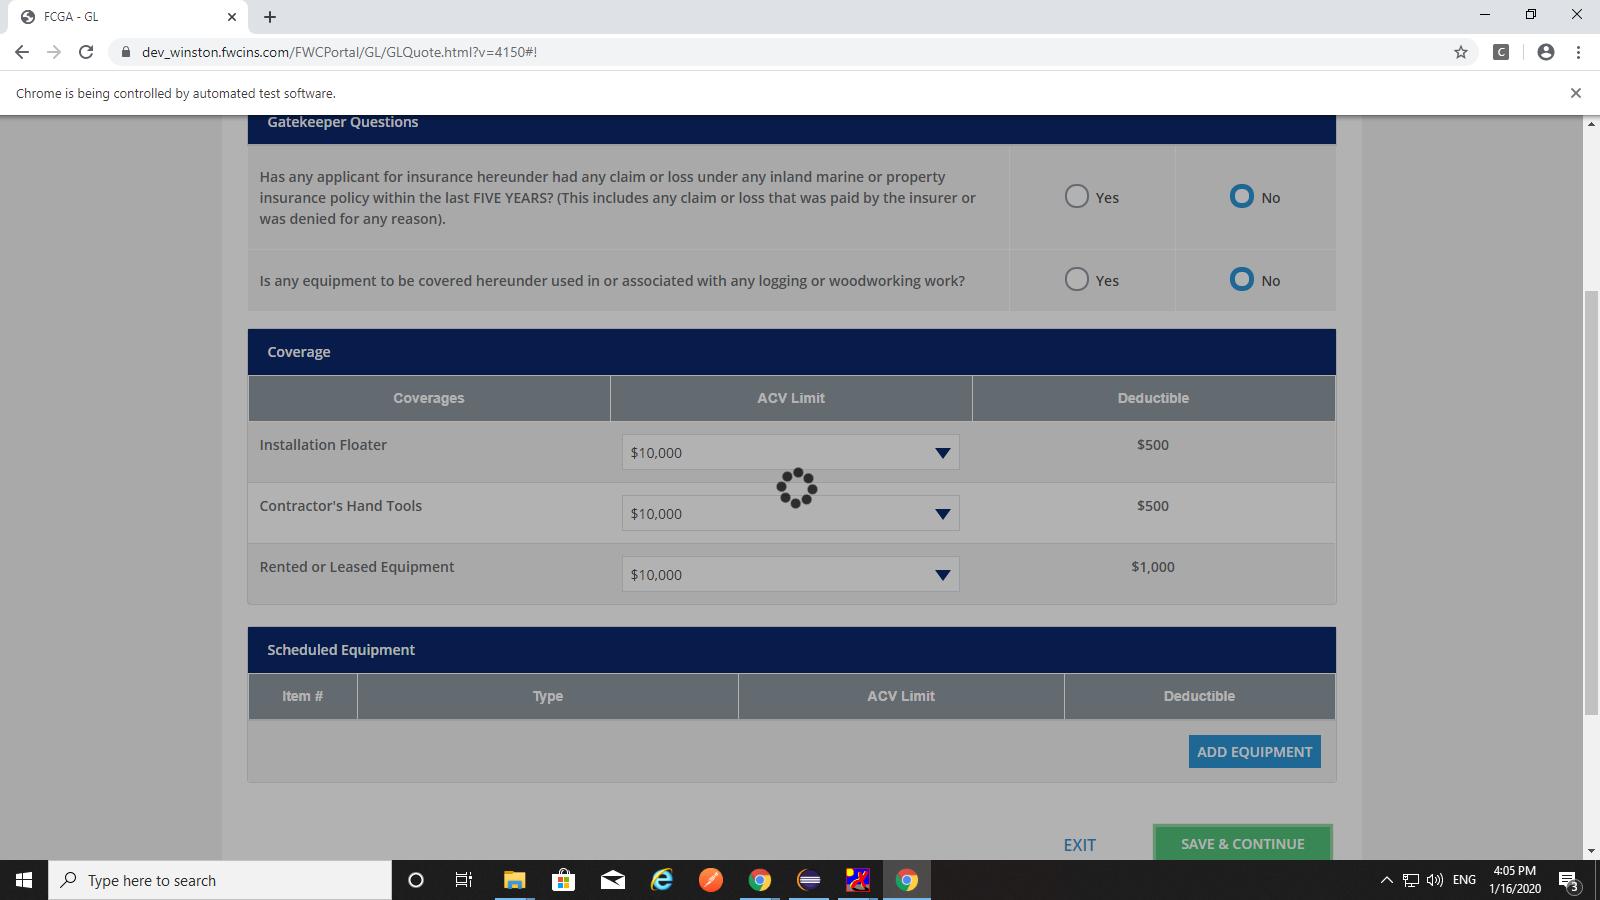 FCGA - GL
dev_winston.fwcins.com/FWCPortal/GL/GLQuote.html?v=4150#!
C
Chrome is being controlled by automated test software.
Gatekeeper Questions
Has any applicant for insurance hereunder had any claim or loss under any inland marine or property
insurance policy within the last FIVE YEARS? (This includes any claim or loss that was paid by the insurer or
was denied for any reason).
Yes
No
Is any equipment to be covered hereunder used in or associated with any logging or woodworking work?
Yes
No
Coverage
Coverages
ACV Limit
Deductible
Installation Floater
$10,000
$500
Contractor's Hand Tools
$10,000
$500
Rented or Leased Equipment
$10,000
$1,000
Scheduled Equipment
Item #
Type
ACV Limit
Deductible
ADD EQUIPMENT
EXIT
SAVE & CONTINUE
Type here to search
ENG
4:05 PM
1/16/2020
3